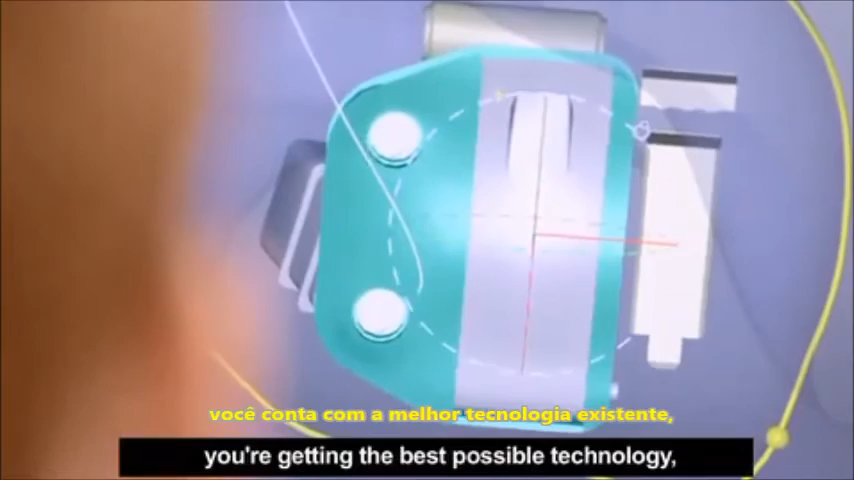 você conta com a melhor tecnologia existente,
you're getting the best possible technology,